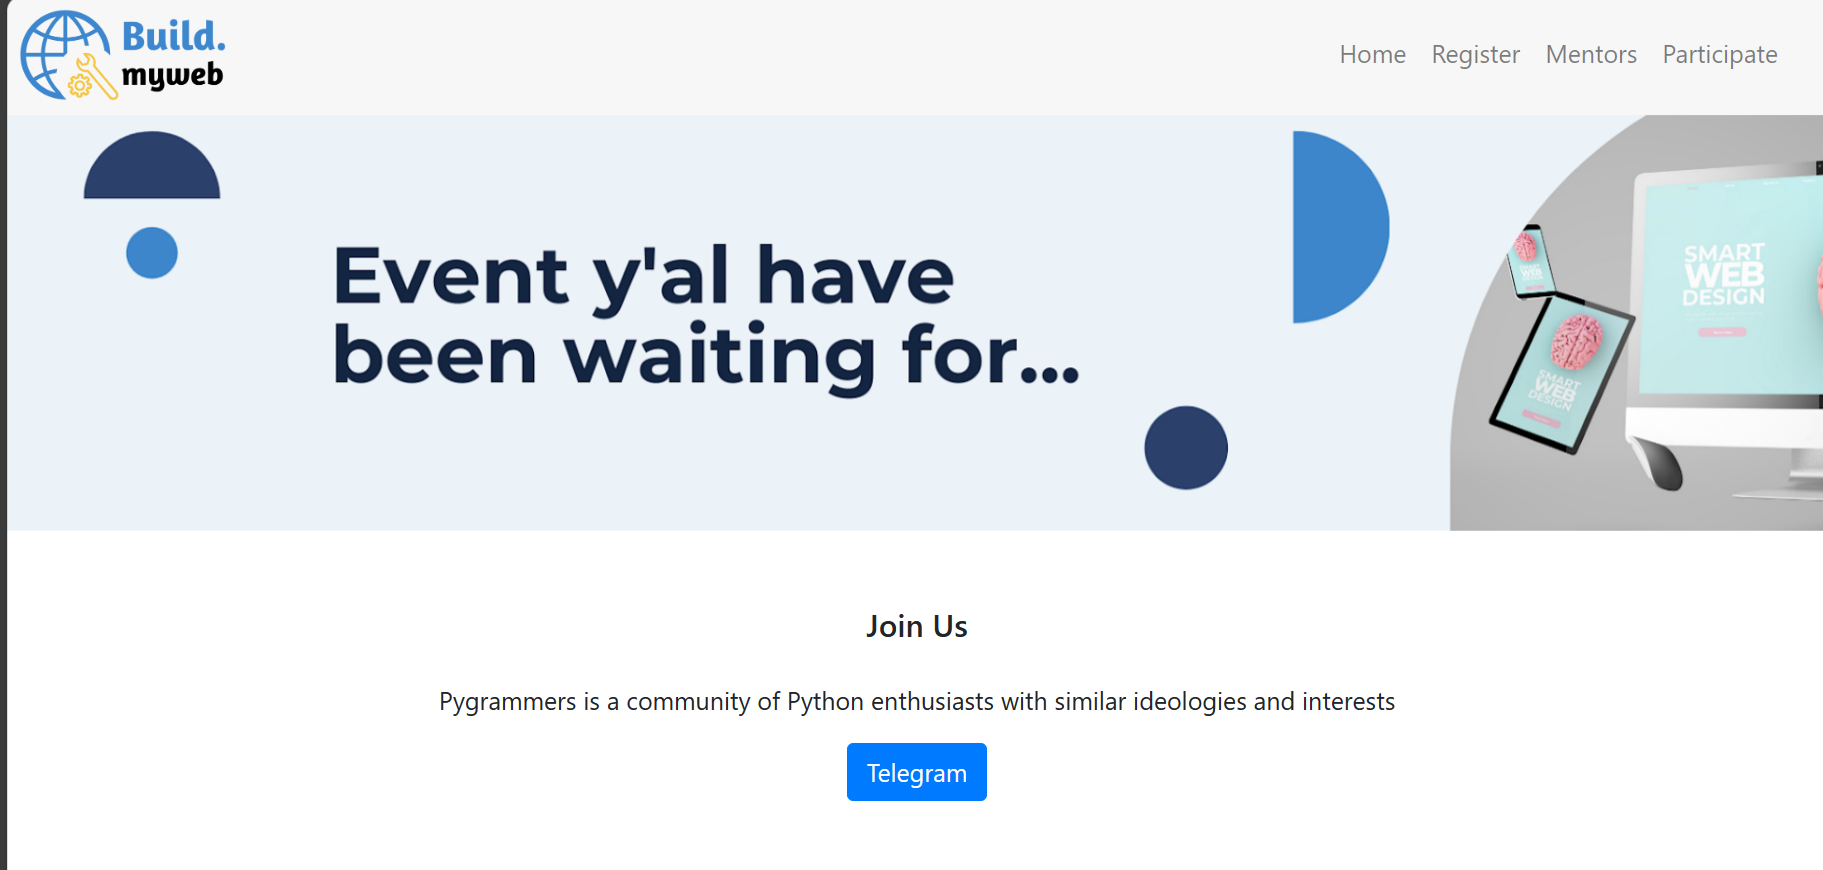 Build.
myweb
Home Register Mentors Participate
Event y'al have
been waiting for...
SMART
WEB
DESIGN
SMART
WEB
DESIGN
Join Us
Pygrammers is a community of Python enthusiasts with similar ideologies and interests
Telegram